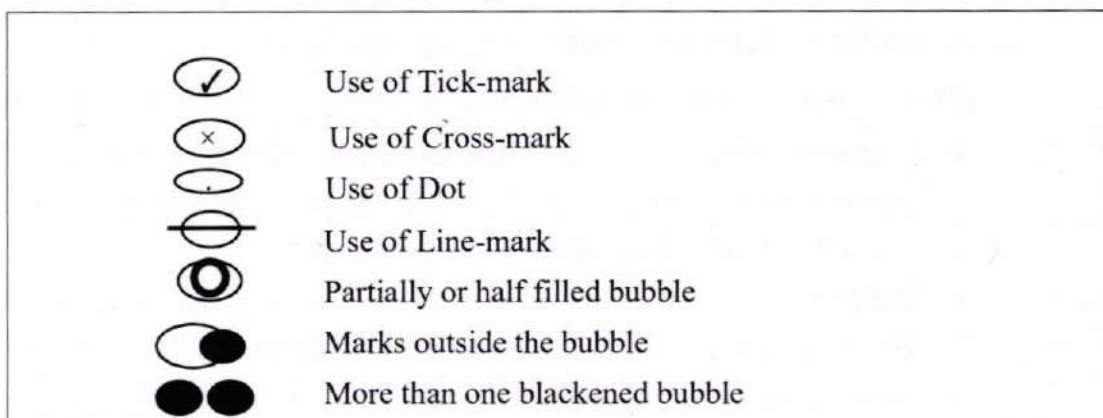 Use of Tick-mark
Use of Cross-mark
Use of Dot
Use of Line-mark
Partially or half filled bubble
Marks outside the bubble
More than one blackened bubble